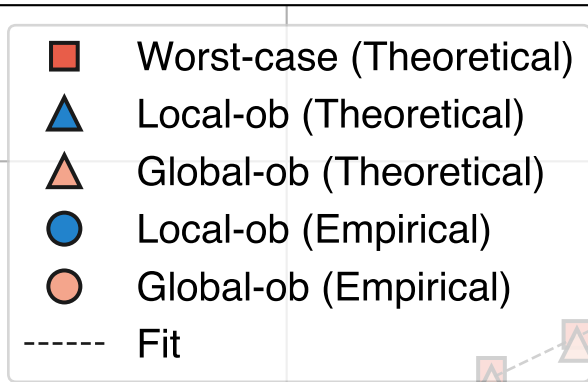 Worst-case (Theoretical)
Local-ob (Theoretical)
Global-ob (Theoretical)
Local-ob (Empirical)
Global-ob (Empirical)
Fit